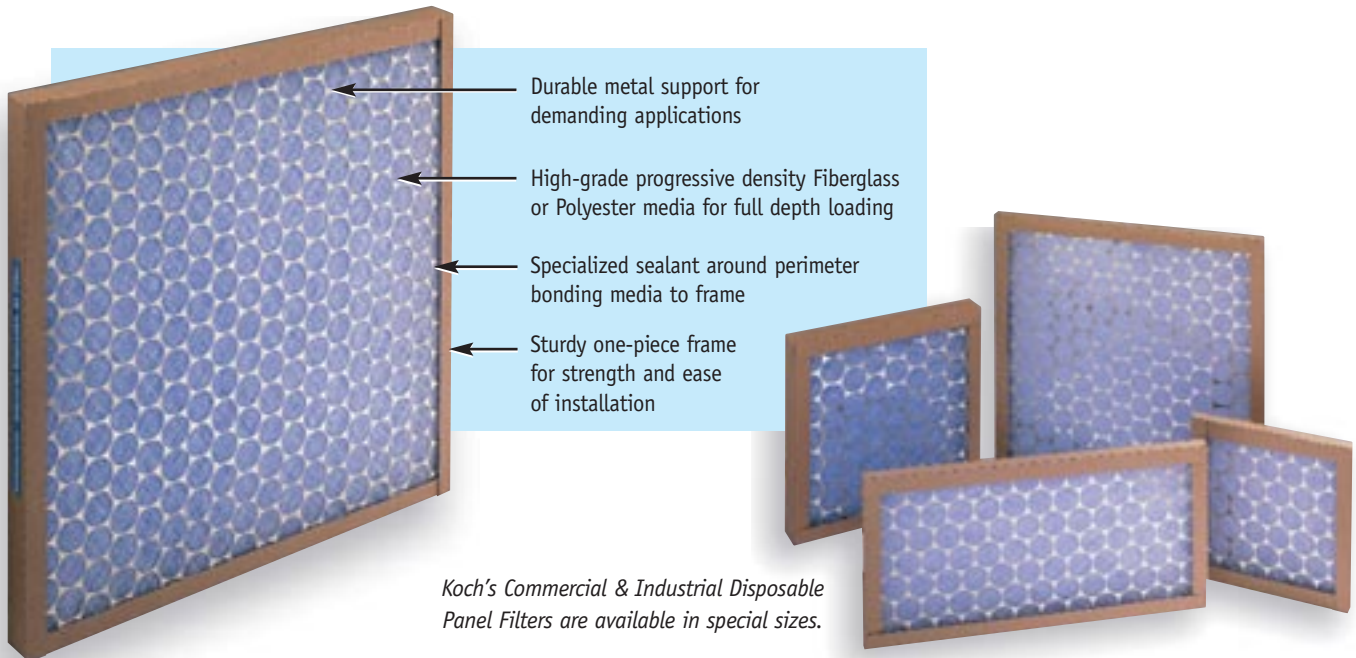 Durable metal support for
demanding applications
High-grade progressive density Fiberglass
or Polyester media for full depth loading
Specialized sealant around perimeter
bonding media to frame
Sturdy one-piece frame
for strength and ease
of installation
Koch's Commercial & Industrial Disposable
Panel Filters are available in special sizes.